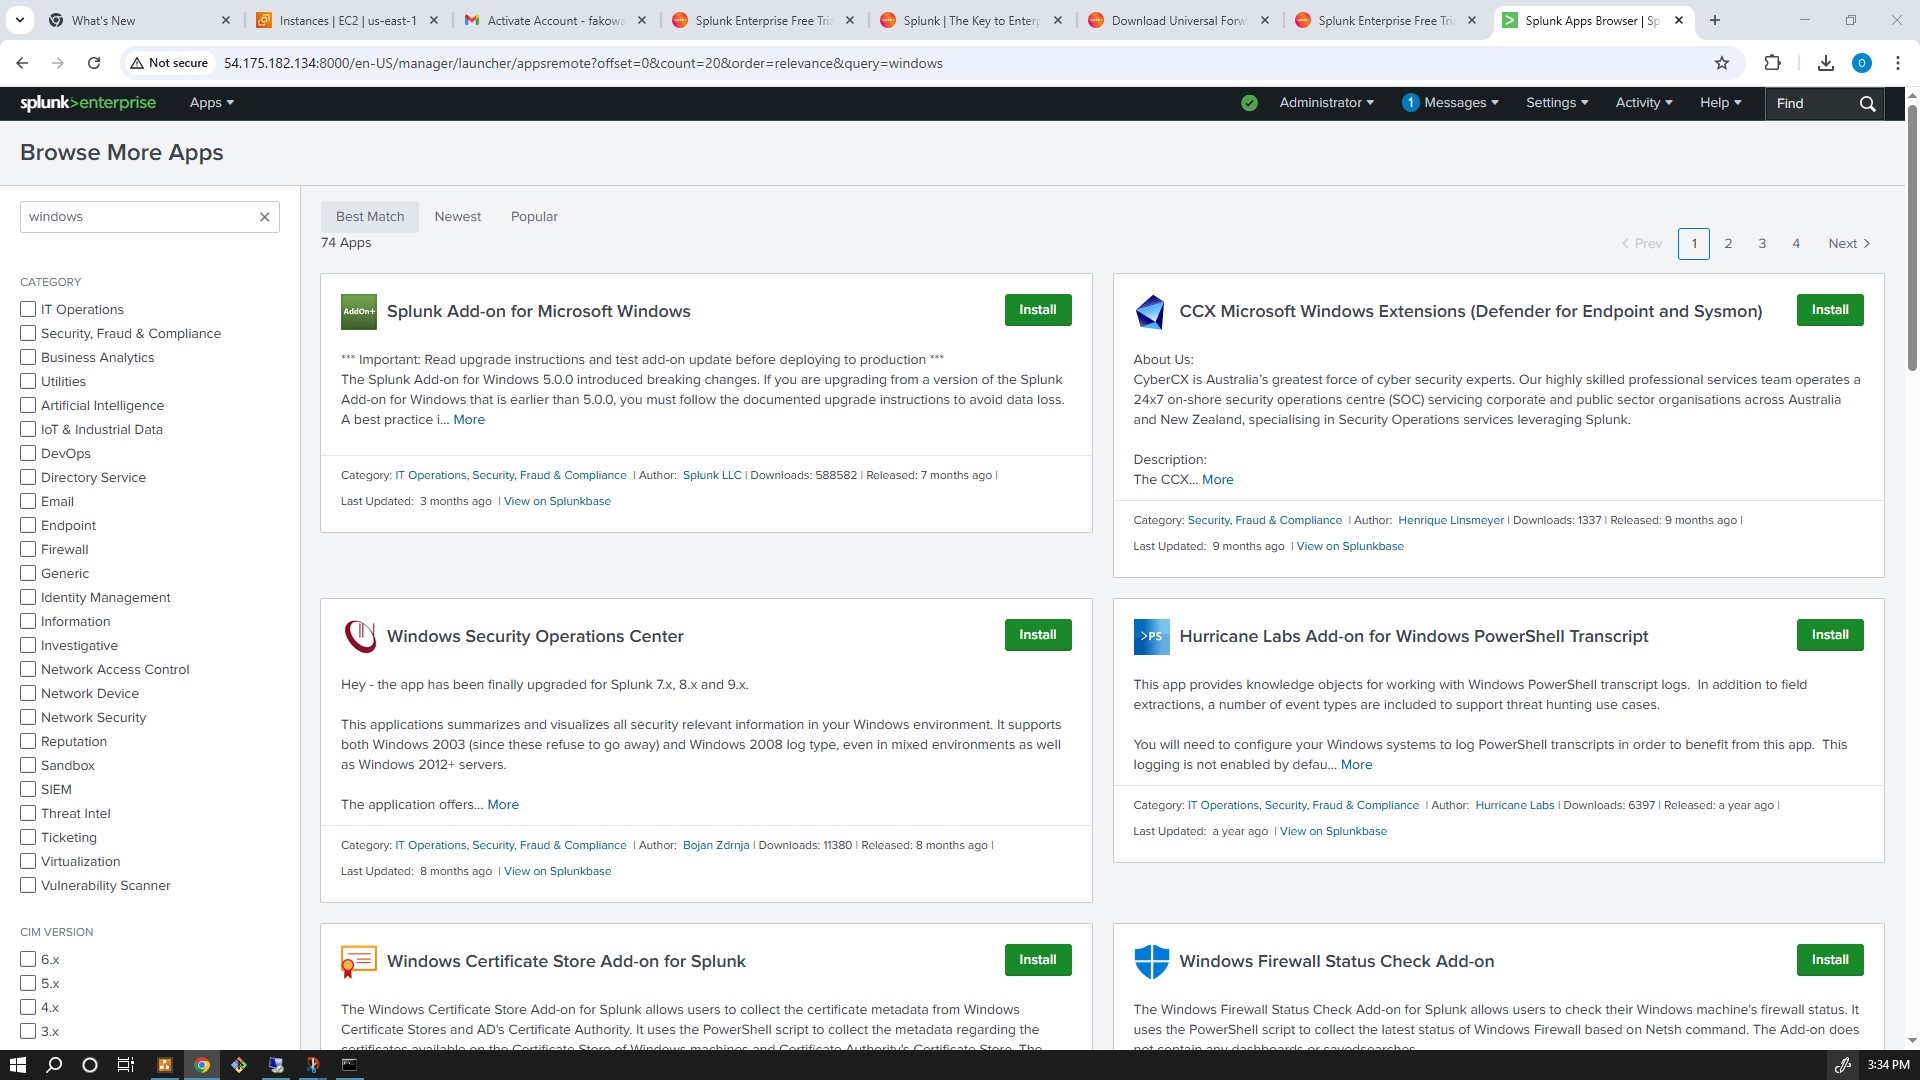 What's New
Instances | EC2 | us-east-1
Activate Account - fakowa
Splunk Enterprise Free Tri
Splunk | The Key to Enterp
Download Universal Forw
Splunk Enterprise Free Tri
Splunk Apps Browser | Sp
Not secure
54.175.182.134:8000/en-US/manager/launcher/appsremote?offset=0&count=20&order=relevance&query=windows
O
splunk>enterprise
Apps
Administrator
1 Messages
Settings
Activity
Help
Find
Browse More Apps
windows
Best Match
Newest
Popular
74 Apps
Prev
1
2
3
4
Next
CATEGORY
IT Operations
Security, Fraud & Compliance
Business Analytics
Utilities
Artificial Intelligence
IoT & Industrial Data
DevOps
Directory Service
Email
Endpoint
Firewall
Generic
Identity Management
Information
Investigative
Network Access Control
Network Device
Network Security
Reputation
Sandbox
SIEM
Threat Intel
Ticketing
Virtualization
Vulnerability Scanner
CIM VERSION
6.x
5.x
4.x
3.x
AddOn+
Splunk Add-on for Microsoft Windows
Install
*** Important: Read upgrade instructions and test add-on update before deploying to production ***
The Splunk Add-on for Windows 5.0.0 introduced breaking changes. If you are upgrading from a version of the Splunk
Add-on for Windows that is earlier than 5.0.0, you must follow the documented upgrade instructions to avoid data loss.
A best practice i... More
Category: IT Operations, Security, Fraud & Compliance | Author: Splunk LLC | Downloads: 588582 | Released: 7 months ago |
Last Updated: 3 months ago | View on Splunkbase
CCX Microsoft Windows Extensions (Defender for Endpoint and Sysmon)
Install
About Us:
CyberCX is Australia's greatest force of cyber security experts. Our highly skilled professional services team operates a
24x7 on-shore security operations centre (SOC) servicing corporate and public sector organisations across Australia
and New Zealand, specialising in Security Operations services leveraging Splunk.
Description:
The CCX... More
Category: Security, Fraud & Compliance | Author: Henrique Linsmeyer | Downloads: 1337 | Released: 9 months ago |
Last Updated: 9 months ago | View on Splunkbase
Windows Security Operations Center
Install
Hey - the app has been finally upgraded for Splunk 7.x, 8.x and 9.x.
This applications summarizes and visualizes all security relevant information in your Windows environment. It supports
both Windows 2003 (since these refuse to go away) and Windows 2008 log type, even in mixed environments as well
as Windows 2012+ servers.
The application offers... More
Category: IT Operations, Security, Fraud & Compliance | Author: Bojan Zdrnja | Downloads: 11380 | Released: 8 months ago |
Last Updated: 8 months ago | View on Splunkbase
>PS
Hurricane Labs Add-on for Windows PowerShell Transcript
Install
This app provides knowledge objects for working with Windows PowerShell transcript logs. In addition to field
extractions, a number of event types are included to support threat hunting use cases.
You will need to configure your Windows systems to log PowerShell transcripts in order to benefit from this app. This
logging is not enabled by defau... More
Category: IT Operations, Security, Fraud & Compliance | Author: Hurricane Labs | Downloads: 6397 | Released: a year ago |
Last Updated: a year ago | View on Splunkbase
Windows Certificate Store Add-on for Splunk
Install
The Windows Certificate Store Add-on for Splunk allows users to collect the certificate metadata from Windows
Certificate Stores and AD's Certificate Authority. It uses the PowerShell script to collect the metadata regarding the
certificates available on the Certificate Store of Windows machines and Certificate Authority's Certificate Store. The
Windows Firewall Status Check Add-on
Install
The Windows Firewall Status Check Add-on for Splunk allows users to check their Windows machine's firewall status. It
uses the PowerShell script to collect the latest status of Windows Firewall based on Netsh command. The Add-on does
not contain any dashboards or savedsearches.
3:34 PM